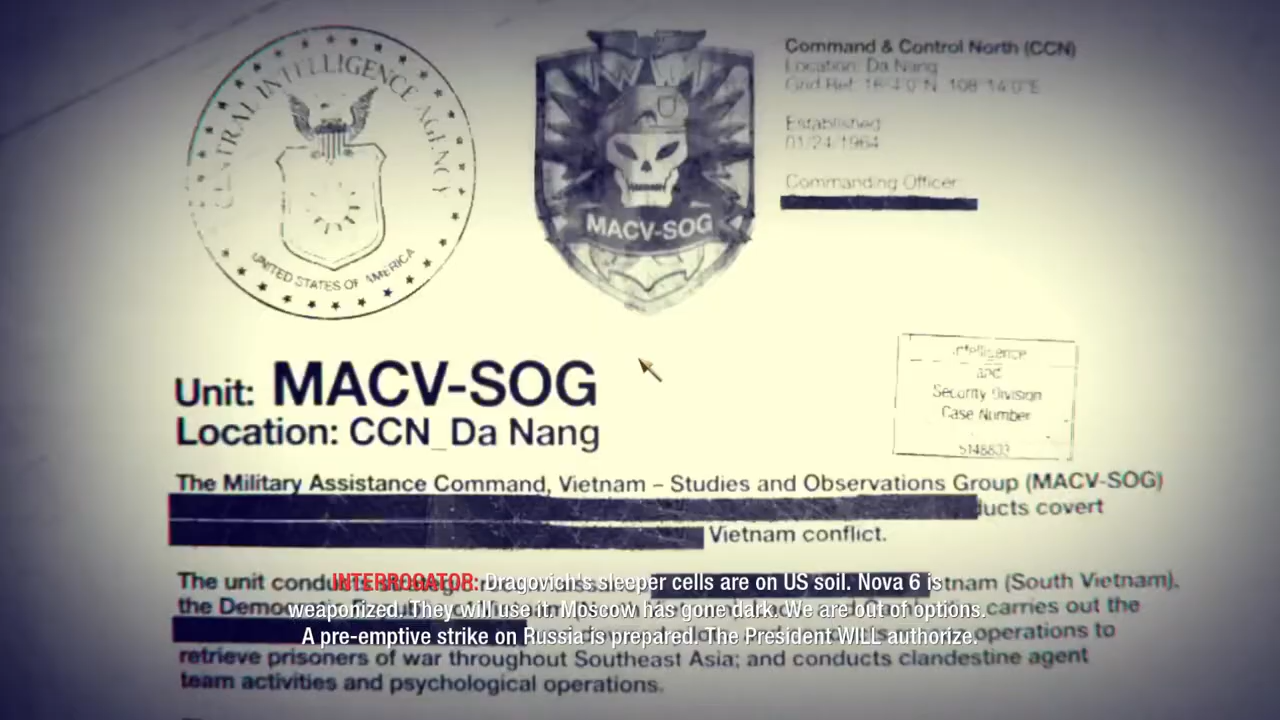 CENTRAL INTELLIGENCE AGENCY
UNITED STATES OF AMERICA
MACV-SOG
Command & Control North (CCN)
Location: Da Nang
Grid Ref:
Established:
01/24/1964
Commanding Officer:
Unit: MACV-SOG
Location: CCN_Da Nang
Intelligence
and
Security Division
Case Number
The Military Assistance Command, Vietnam – Studies and Observations Group (MACV-SOG)
ducts covert
Vietnam conflict.
The unit conducts
tnam (South Vietnam),
the
carries out the
operations to
retrieve prisoners of war throughout Southeast Asia; and conducts clandestine agent
team activities and psychological operations.
INTERROGATOR: Dragovich's sleeper cells are on US soil. Nova 6 is
weaponized. They will use it. Moscow has gone dark. We are out of options.
A pre-emptive strike on Russia is prepared. The President WILL authorize.